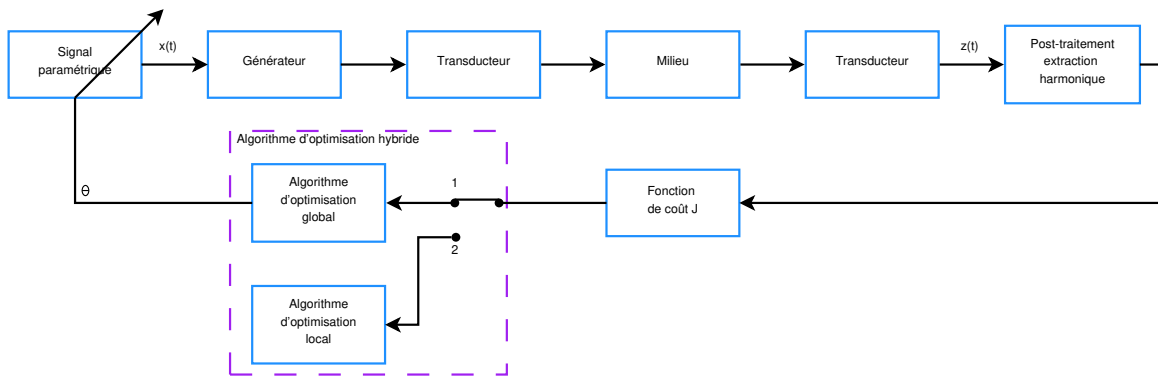 Signal
paramétrique
x(t)
Générateur
Transducteur
Milieu
Transducteur
z(t)
Post-traitement
extraction
harmonique
Algorithme d'optimisation hybride
θ
Algorithme
d'optimisation
global
1
2
Fonction
de coût J
Algorithme
d'optimisation
local